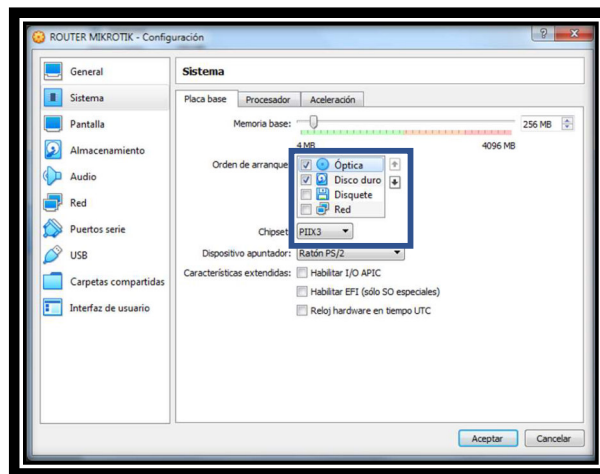 ROUTER MIKROTIK - Configuración
General
Sistema
Pantalla
Almacenamiento
Audio
Red
Puertos serie
USB
Carpetas compartidas
Interfaz de usuario
Sistema
Placa base Procesador Aceleración
Memoria base: 256 MB
4 MB 4096 MB
Orden de arranque: Óptica
Disco duro
Disquete
Red
Chipset: PIIX3
Dispositivo apuntador: Ratón PS/2
Características extendidas: Habilitar I/O APIC
Habilitar EFI (sólo SO especiales)
Reloj hardware en tiempo UTC
Aceptar Cancelar